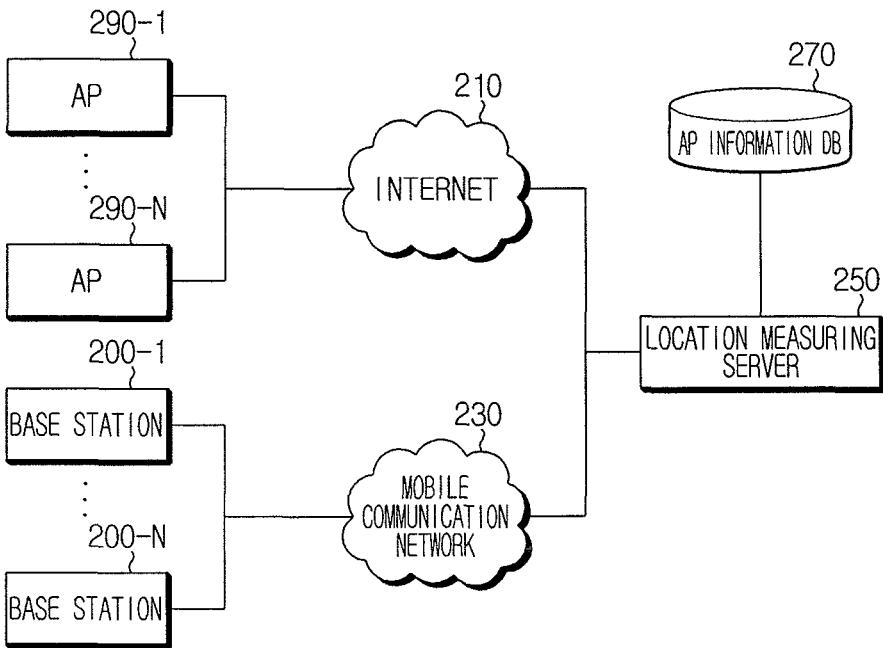 290-1
AP
290-N
AP
200-1
BASE STATION
200-N
BASE STATION
210
INTERNET
230
MOBILE
COMMUNICATION
NETWORK
270
AP INFORMATION DB
250
LOCATION MEASURING
SERVER